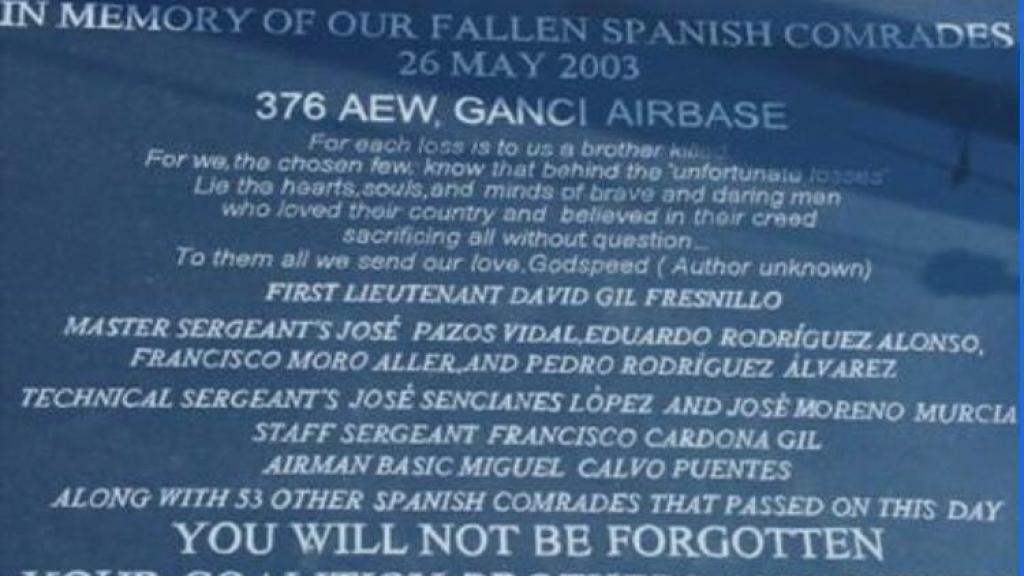 IN MEMORY OF OUR FALLEN SPANISH COMRADES
26 MAY 2003
376 AEW, GANCI AIRBASE
For each loss is to us a brother killed
For we,the chosen few, know that behind the "unfortunate losses"
Lie the hearts,souls,and minds of brave and daring men
who loved their country and believed in their creed
sacrificing all without question...
To them all we send our love.Godspeed ( Author unknown)
FIRST LIEUTENANT DAVID GIL FRESNILLO
MASTER SERGEANT'S JOSÉ PAZOS VIDAL,EDUARDO RODRÍGUEZ ALONSO,
FRANCISCO MORO ALLER,AND PEDRO RODRÍGUEZ ÁLVAREZ
TECHNICAL SERGEANT'S JOSÉ SENCIANES LÓPEZ AND JOSÉ MORENO MURCIA
STAFF SERGEANT FRANCISCO CARDONA GIL
AIRMAN BASIC MIGUEL CALVO PUENTES
ALONG WITH 53 OTHER SPANISH COMRADES THAT PASSED ON THIS DAY
YOU WILL NOT BE FORGOTTEN
YOUR COALITION